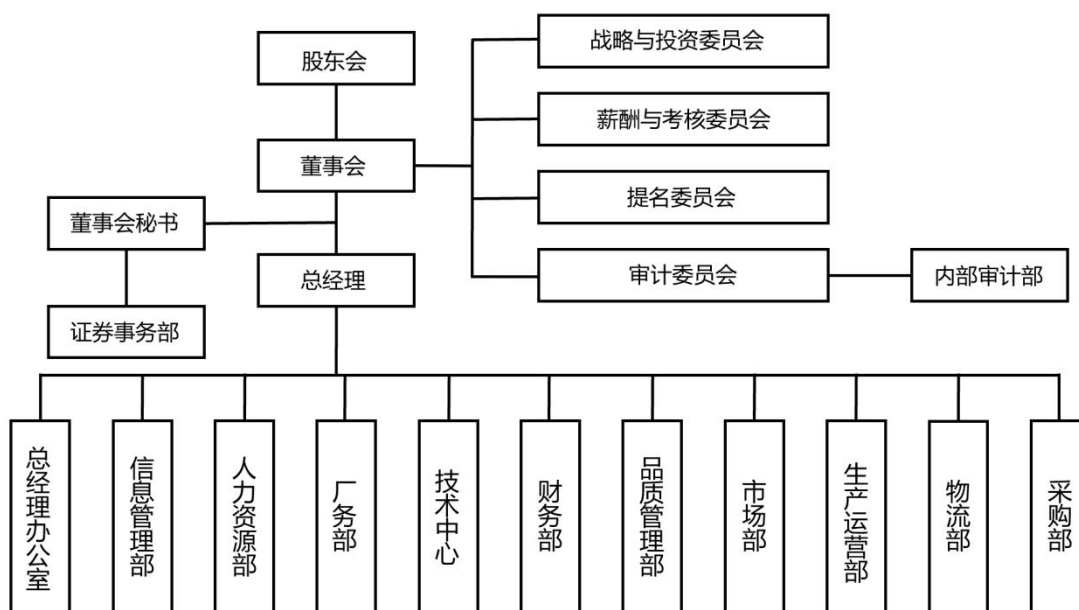 股东会
战略与投资委员会
薪酬与考核委员会
董事会
提名委员会
董事会秘书
总经理
审计委员会
内部审计部
证券事务部
总经理办公室
信息管理部
人力资源部
厂务部
技术中心
财务部
品质管理部
市场部
生产运营部
物流部
采购部